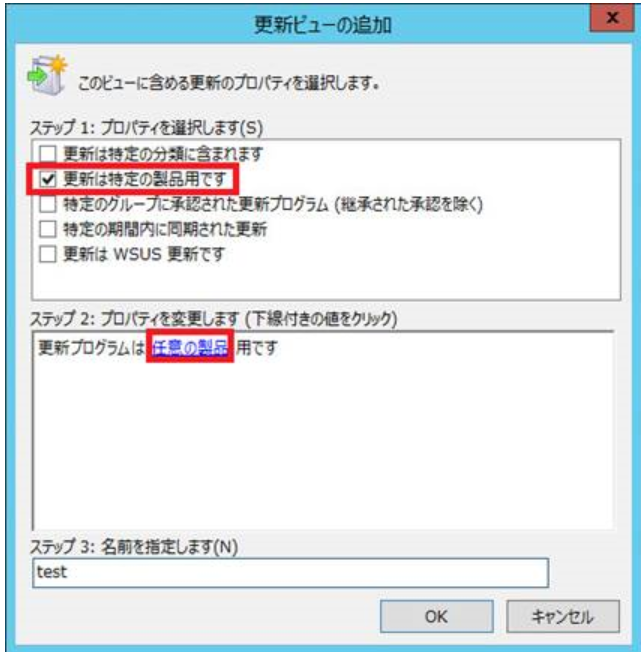 更新ビューの追加
x
このビューに含める更新のプロパティを選択します。
ステップ 1: プロパティを選択します(S)
更新は特定の分類に含まれます
更新は特定の製品用です
特定のグループに承認された更新プログラム (継承された承認を除く)
特定の期間内に同期された更新
更新は WSUS 更新です
ステップ 2: プロパティを変更します (下線付きの値をクリック)
更新プログラムは 任意の製品 用です
ステップ 3: 名前を指定します(N)
test
OK キャンセル